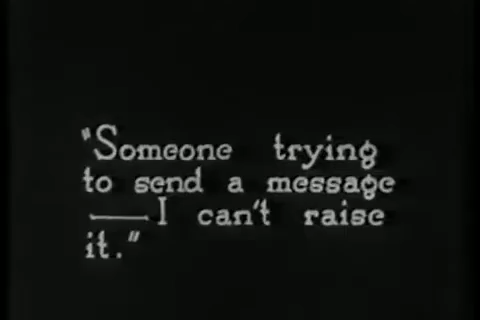 "Someone trying
to send a message
—I can't raise
it."